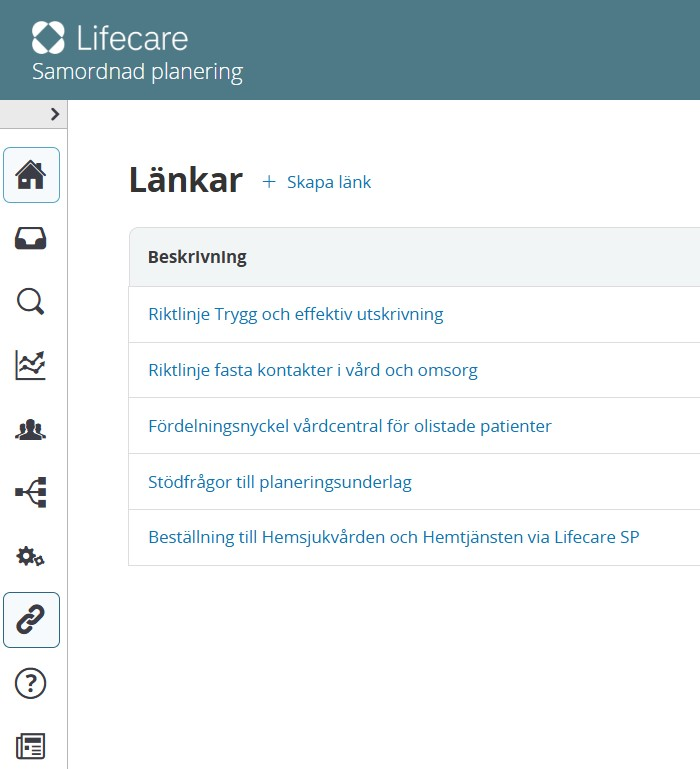 Lifecare
Samordnad planering
Länkar
+ Skapa länk
Beskrivning
Riktlinje Trygg och effektiv utskrivning
Riktlinje fasta kontakter i vård och omsorg
Fördelningsnyckel vårdcentral för olistade patienter
Stödfrågor till planeringsunderlag
Beställning till Hemsjukvården och Hemtjänsten via Lifecare SP